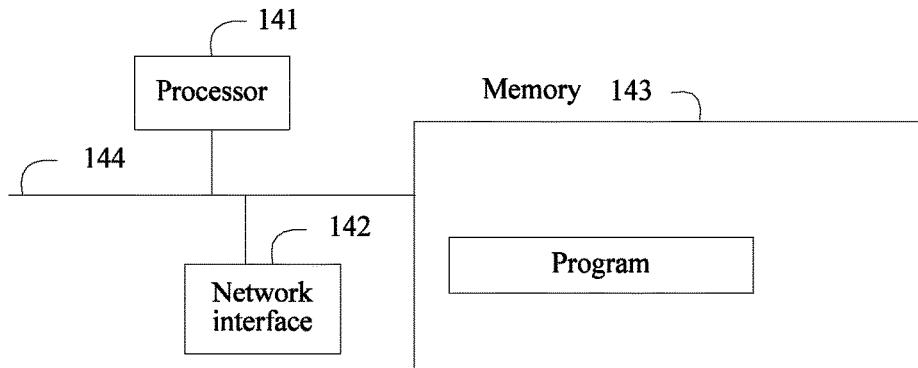 141
Processor
Memory 143
144
142
Network
interface
Program